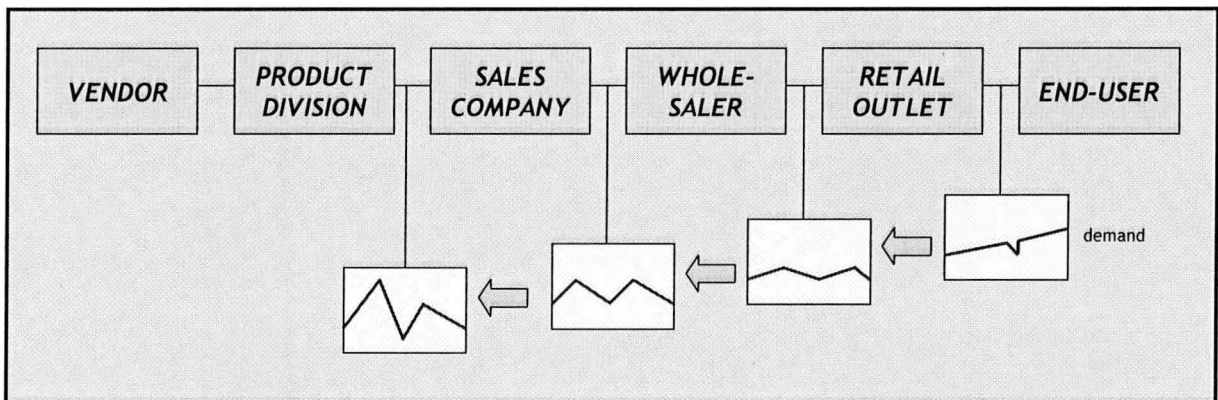 VENDOR
PRODUCT
DIVISION
SALES
COMPANY
WHOLE-
SALER
RETAIL
OUTLET
END-USER
demand